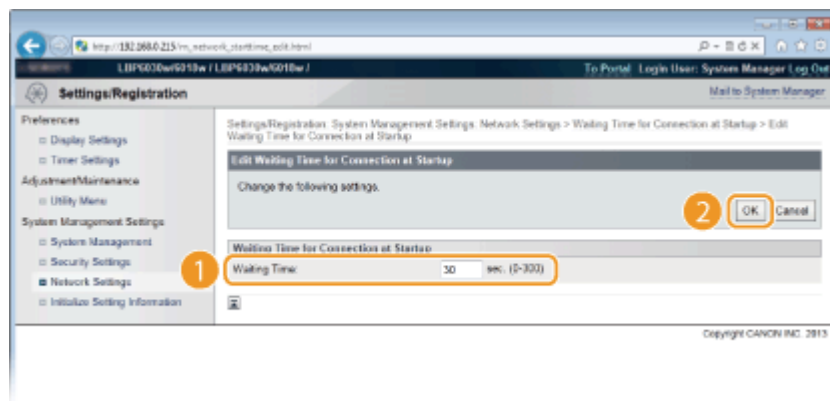 http://192.168.0.215/m_network_starttime_edit.html
LBP6030w/6018w / LBP6030w/6018w /
To Portal Login User: System Manager Log Out
Settings/Registration
Mail to System Manager
Preferences
Display Settings
Timer Settings
Adjustment/Maintenance
Utility Menu
System Management Settings
System Management
Security Settings
Network Settings
Initialize Setting Information
Settings/Registration: System Management Settings: Network Settings > Waiting Time for Connection at Startup > Edit
Waiting Time for Connection at Startup
Edit Waiting Time for Connection at Startup
Change the following settings.
2
OK Cancel
Waiting Time for Connection at Startup
1
Waiting Time: 30 sec. (0-300)
Copyright CANON INC. 2013